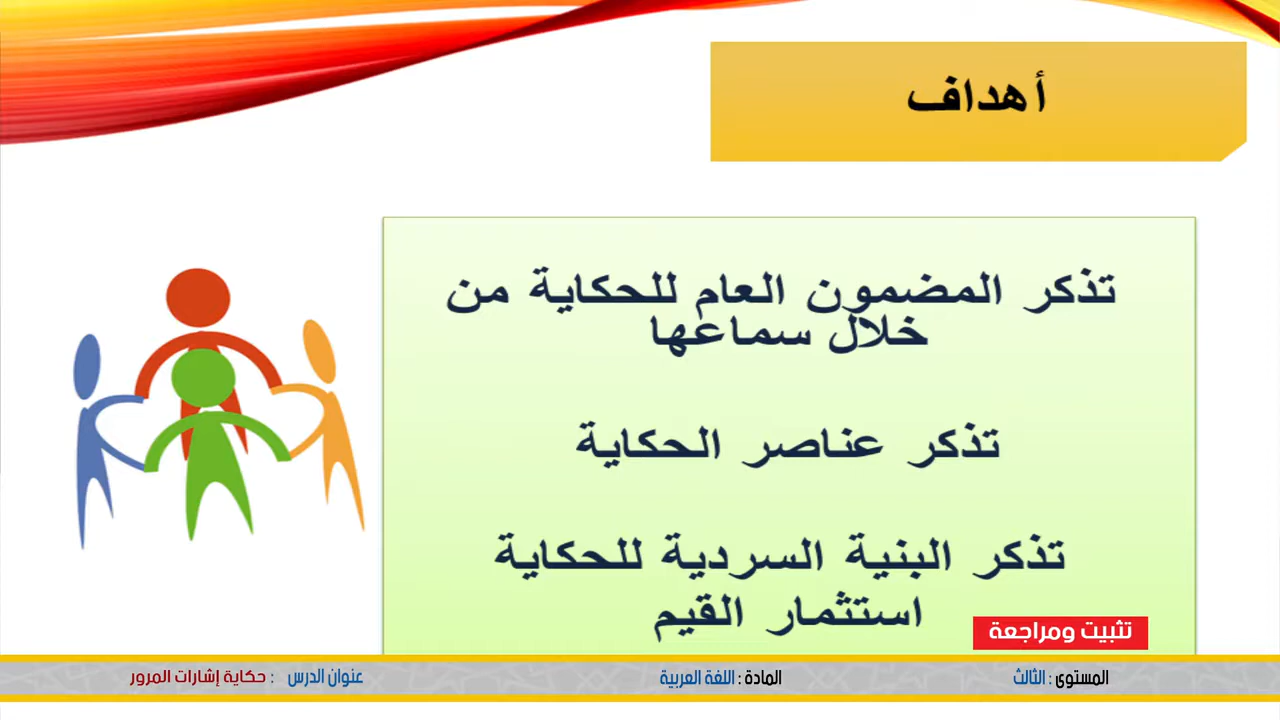 أهداف
تذكر المضمون العام للحكاية من
خلال سماعها
تذكر عناصر الحكاية
تذكر البنية السردية للحكاية
استثمار القيم
تثبيت ومراجعة
المستوى : الثالث
المادة : اللغة العربية
عنوان الدرس : حكاية إشارات المرور